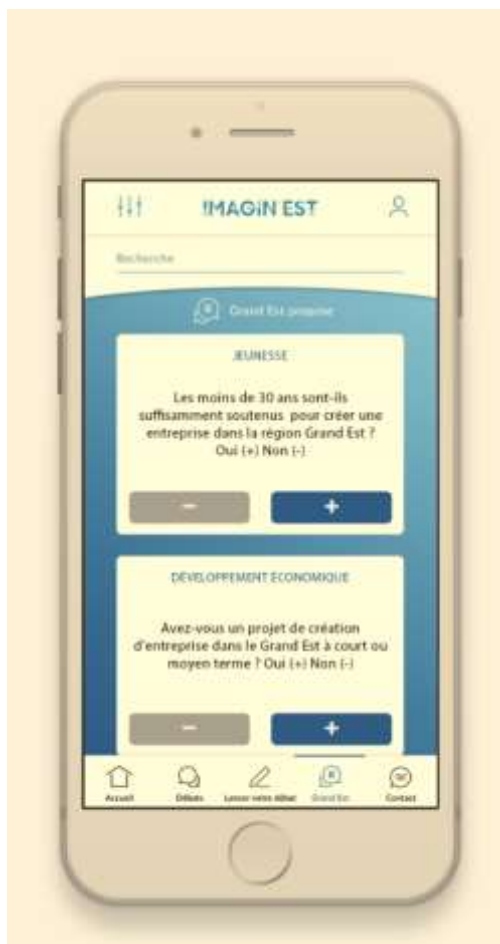 !MAGiN EST
Recherche
Grand Est propose
JEUNESSE
Les moins de 30 ans sont-ils
suffisamment soutenus pour créer une
entreprise dans la région Grand Est ?
Oui (+) Non (-)
− +
DÉVELOPPEMENT ÉCONOMIQUE
Avez-vous un projet de création
d'entreprise dans le Grand Est à court ou
moyen terme ? Oui (+) Non (-)
− +
Accueil Débats Lancer votre débat Grand Est Contact